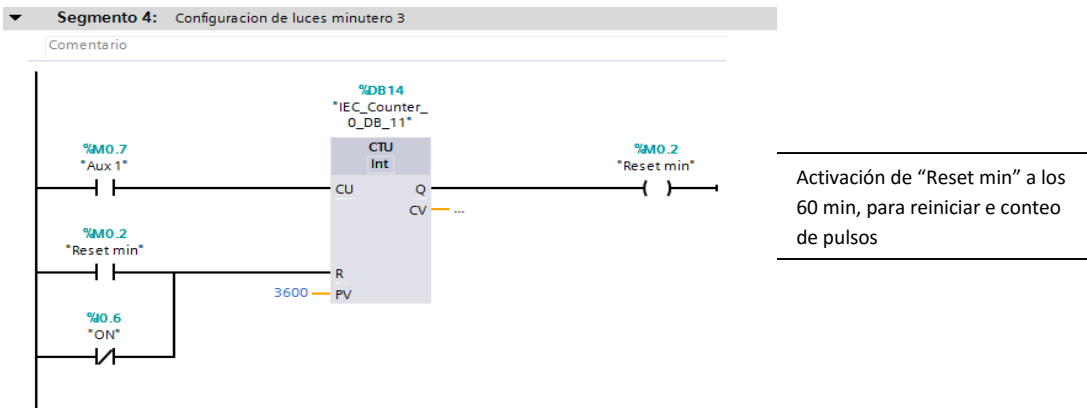 Segmento 4: Configuracion de luces minutero 3
Comentario
%DB14
"IEC_Counter_
0_DB_11"
%M0.7
"Aux 1"
CTU
Int
%M0.2
"Reset min"
CU
Q
CV
...
%M0.2
"Reset min"
R
3600
PV
%I0.6
"ON"
Activación de “Reset min” a los
60 min, para reiniciar e conteo
de pulsos